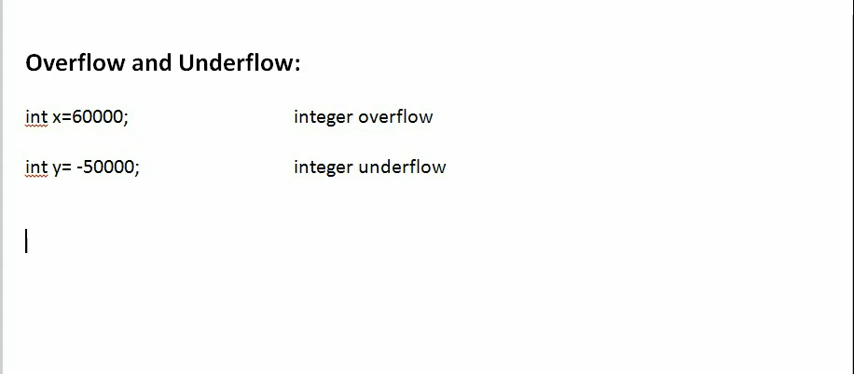 Overflow and Underflow:
int x=60000; integer overflow
int y= -50000; integer underflow